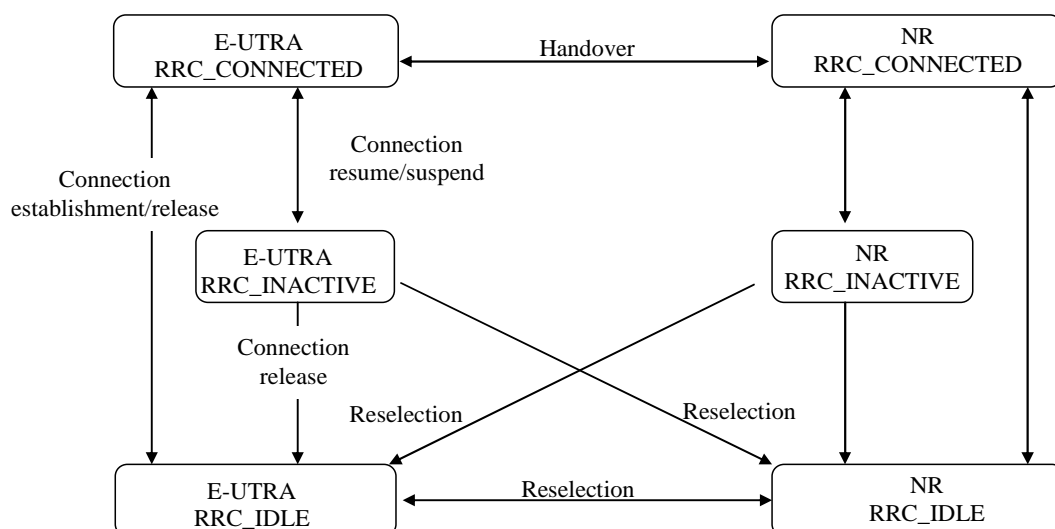 E-UTRA
RRC_CONNECTED
Handover
NR
RRC_CONNECTED
Connection
resume/suspend
Connection
establishment/release
E-UTRA
RRC_INACTIVE
NR
RRC_INACTIVE
Connection
release
Reselection
Reselection
E-UTRA
RRC_IDLE
Reselection
NR
RRC_IDLE